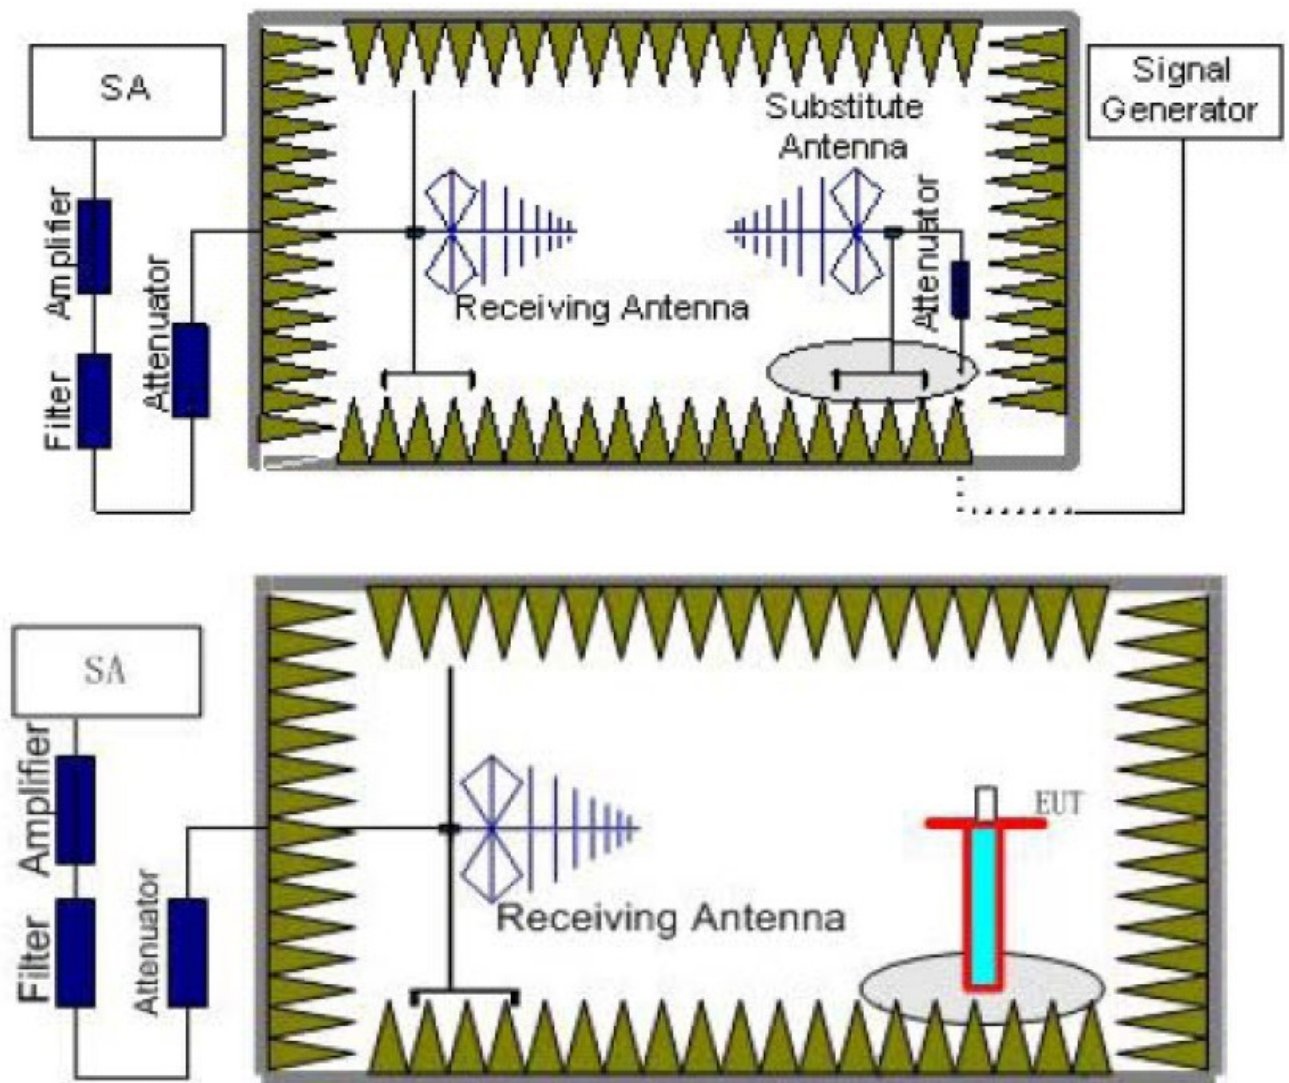 SA
Amplifier
Filter
Attenuator
Receiving Antenna
Substitute
Antenna
Attenuator
Signal
Generator
SA
Amplifier
Filter
Attenuator
Receiving Antenna
EUT